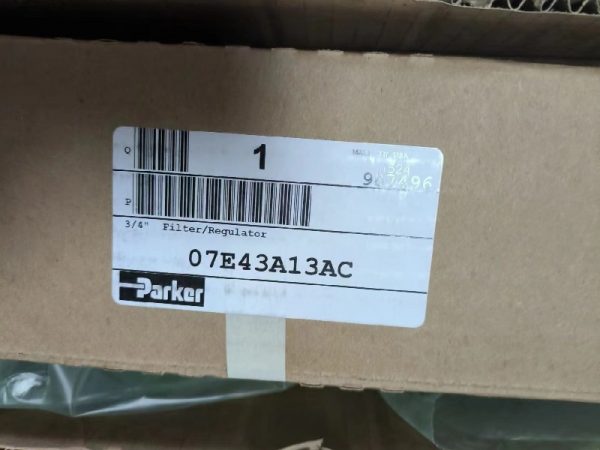 Q
1
P
3/4" Filter/Regulator
07E43A13AC
Parker